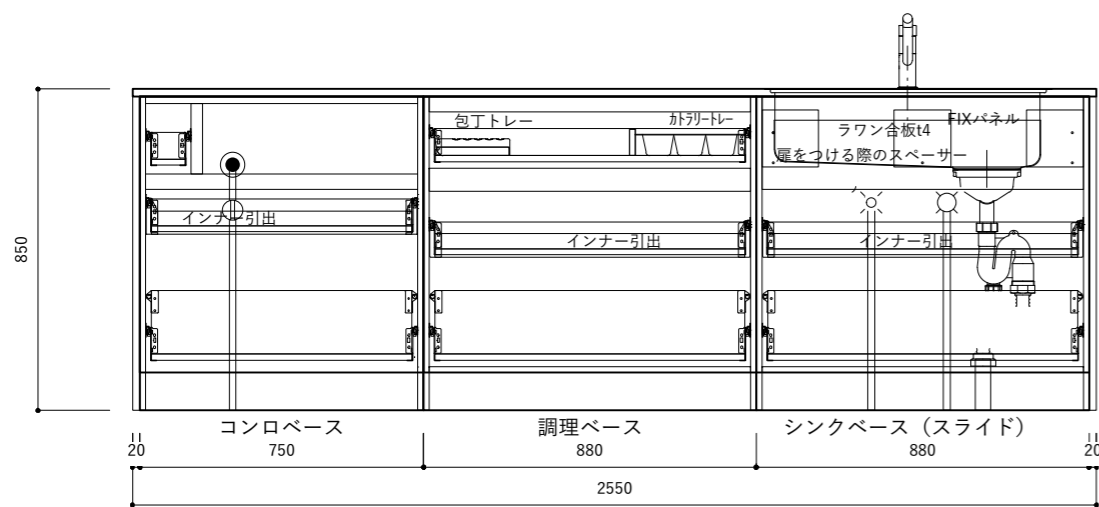 包丁トレー
ｶﾄﾗﾘｰﾄﾚｰ
FIXパネル
ラワン合板t4
扉をつける際のスペーサー
インナー引出
インナー引出
インナー引出
850
コンロベース
調理ベース
シンクベース（スライド）
20
750
880
880
20
2550